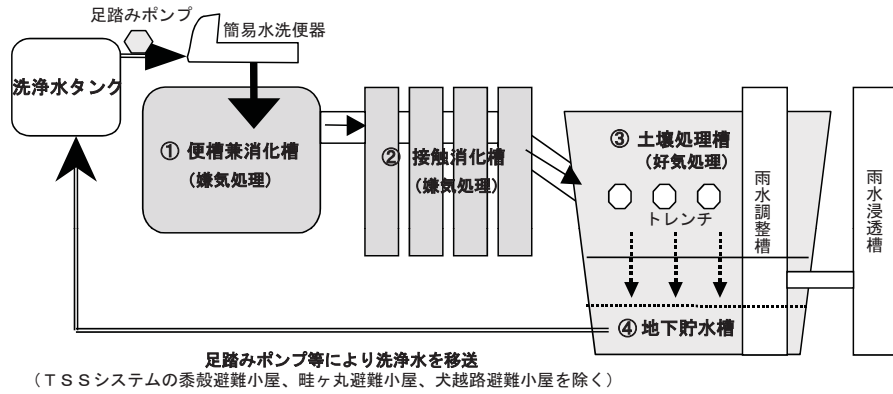 足踏みポンプ
簡易水洗便器
洗浄水タンク
① 便槽兼消化槽
(嫌気処理)
② 接触消化槽
(嫌気処理)
③ 土壌処理槽
(好気処理)
トレンチ
雨水調整槽
雨水浸透槽
④ 地下貯水槽
足踏みポンプ等により洗浄水を移送
(TSSシステムの黍殻避難小屋、畦ヶ丸避難小屋、犬越路避難小屋を除く)